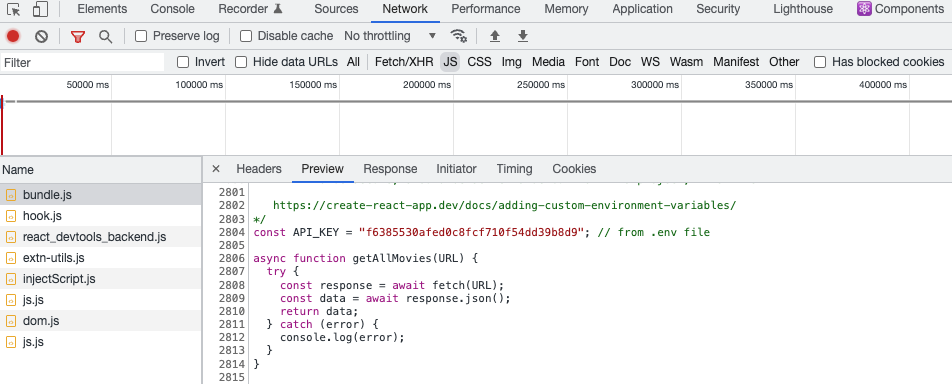 Elements Console Recorder Sources Network Performance Memory Application Security Lighthouse Components
Preserve log Disable cache No throttling
Filter Invert Hide data URLs All Fetch/XHR JS CSS Img Media Font Doc WS Wasm Manifest Other Has blocked cookies
50000 ms 100000 ms 150000 ms 200000 ms 250000 ms 300000 ms 350000 ms 400000 ms
Name
bundle.js
hook.js
react_devtools_backend.js
extn-utils.js
injectScript.js
js.js
dom.js
js.js
× Headers Preview Response Initiator Timing Cookies
2801
2802 https://create-react-app.dev/docs/adding-custom-environment-variables/
2803 */
2804 const API_KEY = "f6385530afed0c8fcf710f54dd39b8d9"; // from .env file
2805
2806 async function getAllMovies(URL) {
2807 try {
2808 const response = await fetch(URL);
2809 const data = await response.json();
2810 return data;
2811 } catch (error) {
2812 console.log(error);
2813 }
2814 }
2815